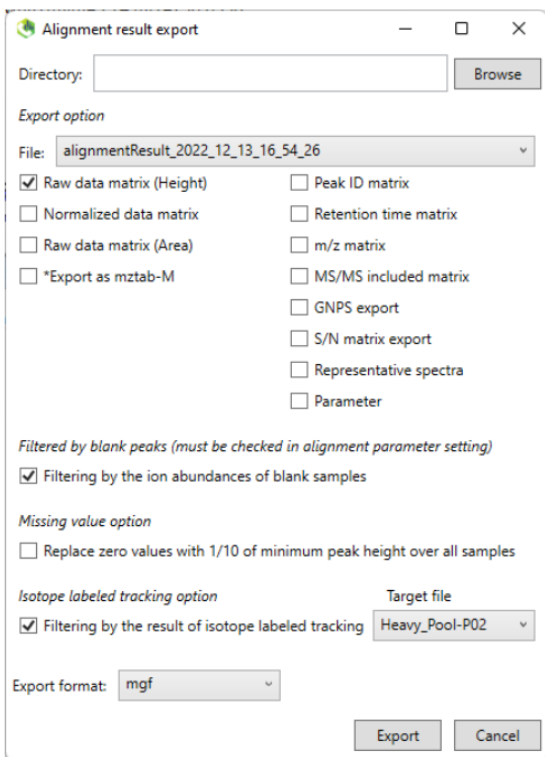 Alignment result export
Directory: Browse
Export option
File: alignmentResult_2022_12_13_16_54_26
Raw data matrix (Height) Peak ID matrix
Normalized data matrix Retention time matrix
Raw data matrix (Area) m/z matrix
*Export as mztab-M MS/MS included matrix
GNPS export
S/N matrix export
Representative spectra
Parameter
Filtered by blank peaks (must be checked in alignment parameter setting)
Filtering by the ion abundances of blank samples
Missing value option
Replace zero values with 1/10 of minimum peak height over all samples
Isotope labeled tracking option Target file
Filtering by the result of isotope labeled tracking Heavy_Pool-P02
Export format: mgf
Export Cancel